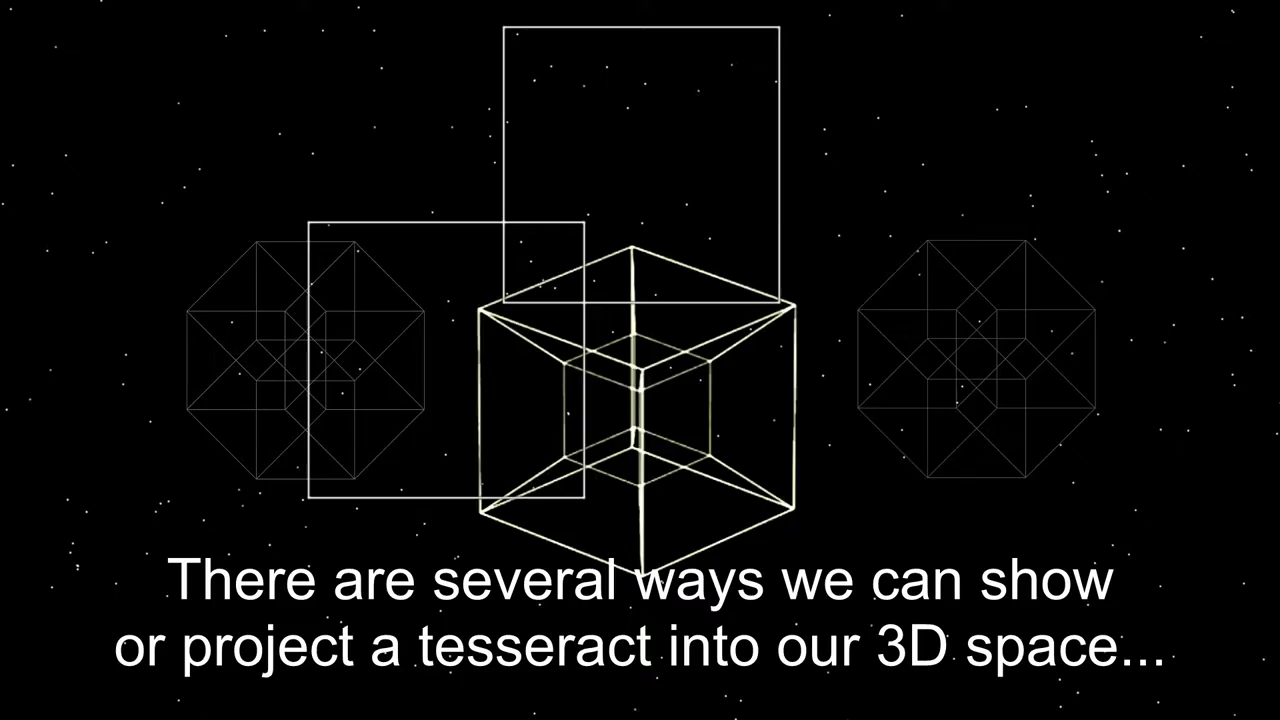 There are several ways we can show
or project a tesseract into our 3D space...